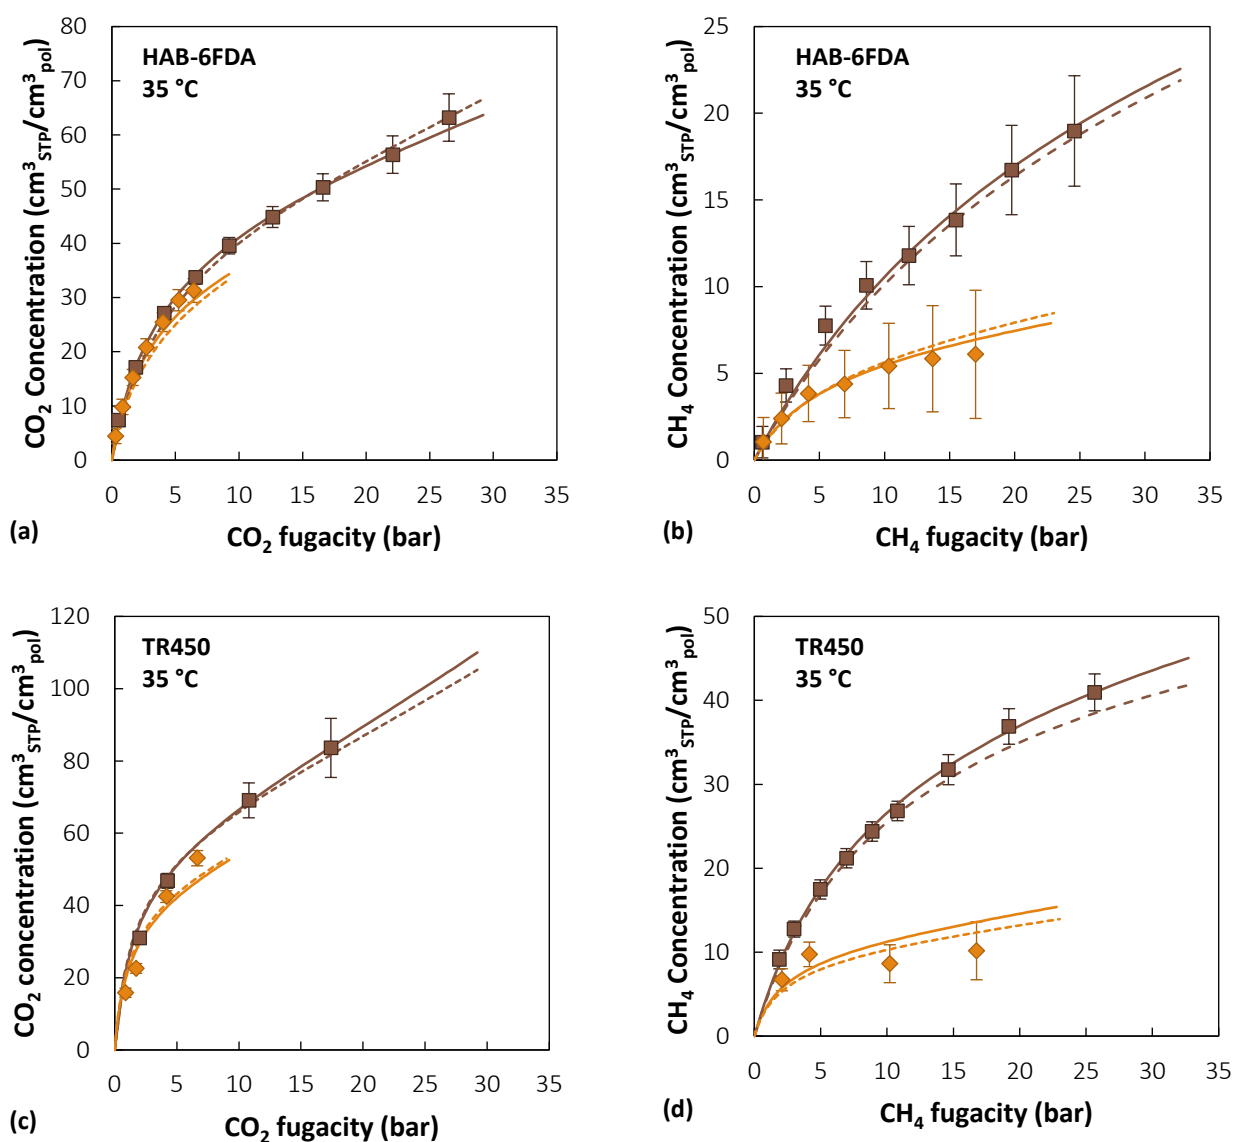 HAB-6FDA
35 °C
CO2 Concentration (cm3STP/cm3pol)
80
70
60
50
40
30
20
10
0
0 5 10 15 20 25 30 35
CO2 fugacity (bar)
(a)
HAB-6FDA
35 °C
CH4 Concentration (cm3STP/cm3pol)
25
20
15
10
5
0
0 5 10 15 20 25 30 35
CH4 fugacity (bar)
(b)
TR450
35 °C
CO2 concentration (cm3STP/cm3pol)
120
100
80
60
40
20
0
0 5 10 15 20 25 30 35
CO2 fugacity (bar)
(c)
TR450
35 °C
CH4 Concentration (cm3STP/cm3pol)
50
40
30
20
10
0
0 5 10 15 20 25 30 35
CH4 fugacity (bar)
(d)